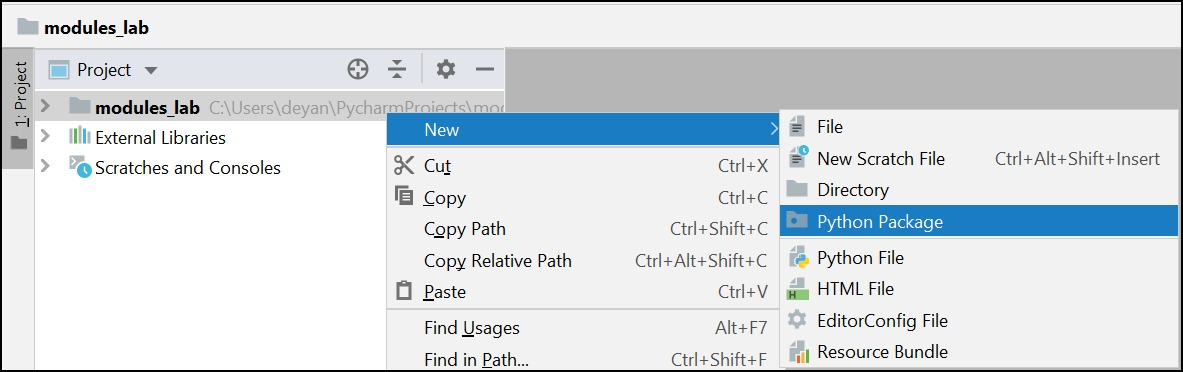 modules_lab
1: Project
Project
modules_lab C:\Users\deyan\PycharmProjects\mod
External Libraries
Scratches and Consoles
New
Cut Ctrl+X
Copy Ctrl+C
Copy Path Ctrl+Shift+C
Copy Relative Path Ctrl+Alt+Shift+C
Paste Ctrl+V
Find Usages Alt+F7
Find in Path... Ctrl+Shift+F
File
New Scratch File Ctrl+Alt+Shift+Insert
Directory
Python Package
Python File
HTML File
EditorConfig File
Resource Bundle